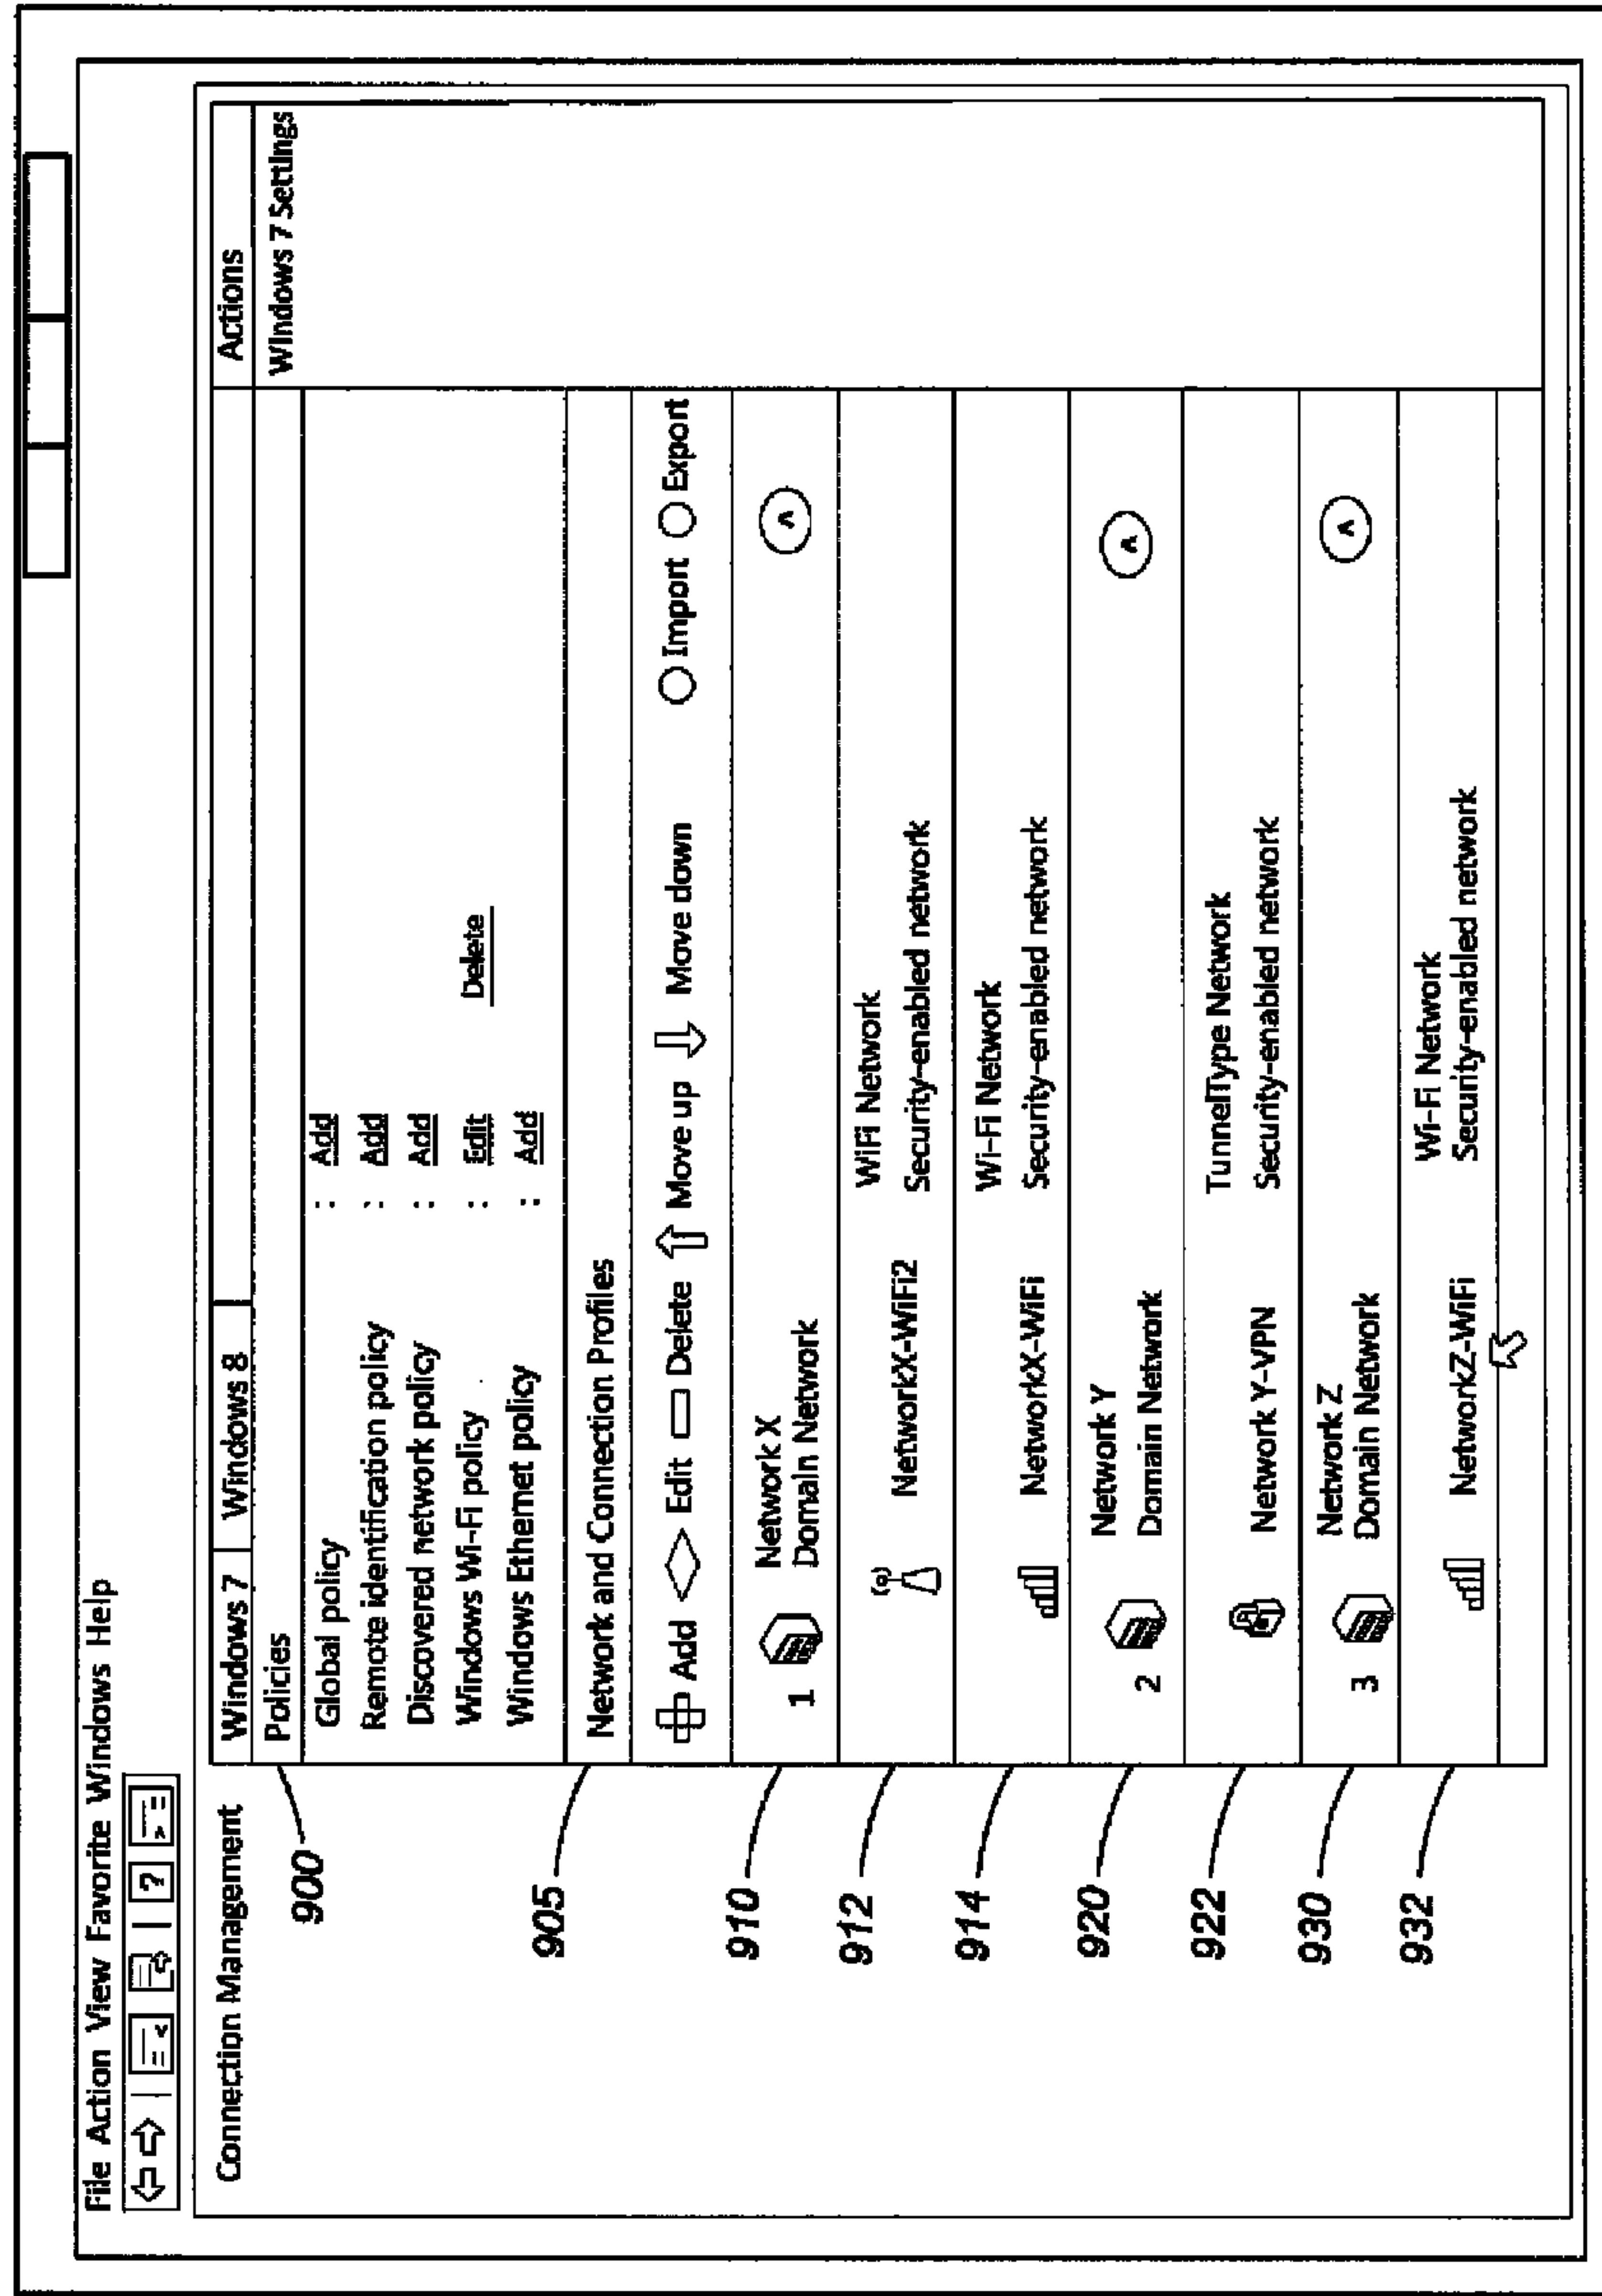 File Action View Favorite Windows Help
?
Connection Management
Windows 7 Windows 8 Actions
900 Policies Windows 7 Settings
Global policy : Add
Remote identification policy : Add
Discovered network policy : Add
Windows Wi-Fi policy : Edit Delete
Windows Ethernet policy : Add
905 Network and Connection Profiles
Add Edit Delete Move up Move down Import Export
910 1 Network X
Domain Network
912 NetworkX-WiFi2 WiFi Network
Security-enabled network
914 NetworkX-WiFi Wi-Fi Network
Security-enabled network
920 2 Network Y
Domain Network
922 Network Y-VPN TunnelType Network
Security-enabled network
930 3 Network Z
Domain Network
932 NetworkZ-WiFi Wi-Fi Network
Security-enabled network